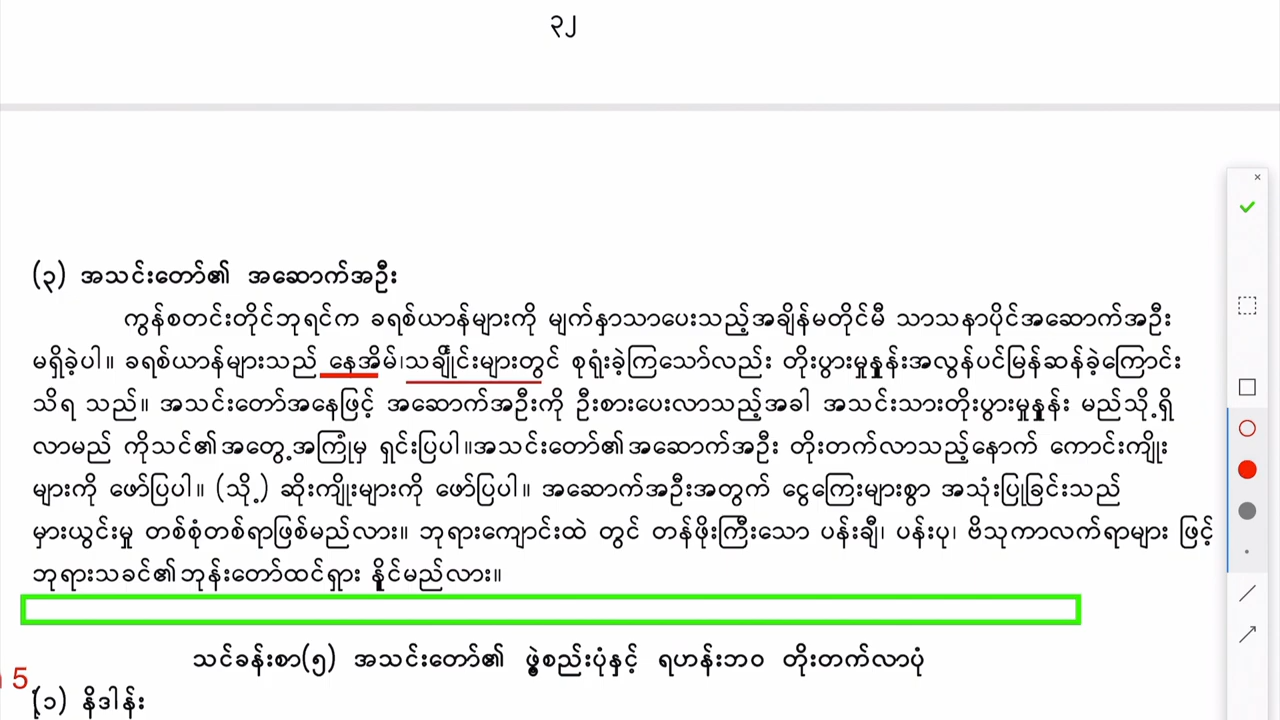 ၃၂
(၃) အသင်းတော်၏ အဆောက်အဦး
ကွန်စတင်းတိုင်ဘုရင်က ခရစ်ယာန်များကို မျက်နှာသာပေးသည့်အချိန်မတိုင်မီ သာသနာပိုင်အဆောက်အဦး
မရှိခဲ့ပါ။ ခရစ်ယာန်များသည် နေအိမ်၊သင်္ချိုင်းများတွင် စုရုံးခဲ့ကြသော်လည်း တိုးပွားမှုနှုန်းအလွန်ပင်မြန်ဆန်ခဲ့ကြောင်း
သိရ သည်။ အသင်းတော်အနေဖြင့် အဆောက်အဦးကို ဦးစားပေးလာသည့်အခါ အသင်းသားတိုးပွားမှုနှုန်း မည်သို့ရှိ
လာမည် ကိုသင်၏အတွေ့အကြုံမှ ရှင်းပြပါ။အသင်းတော်၏အဆောက်အဦး တိုးတက်လာသည့်နောက် ကောင်းကျိုး
များကို ဖော်ပြပါ။ (သို့) ဆိုးကျိုးများကို ဖော်ပြပါ။ အဆောက်အဦးအတွက် ငွေကြေးများစွာ အသုံးပြုခြင်းသည်
မှားယွင်းမှု တစ်စုံတစ်ရာဖြစ်မည်လား။ ဘုရားကျောင်းထဲ တွင် တန်ဖိုးကြီးသော ပန်းချီ၊ ပန်းပု၊ ဗိသုကာလက်ရာများ ဖြင့်
ဘုရားသခင်၏ဘုန်းတော်ထင်ရှား နိုင်မည်လား။
သင်ခန်းစာ(၅) အသင်းတော်၏ ဖွဲ့စည်းပုံနှင့် ရဟန်းဘဝ တိုးတက်လာပုံ
5
(၁) နိဒါန်း